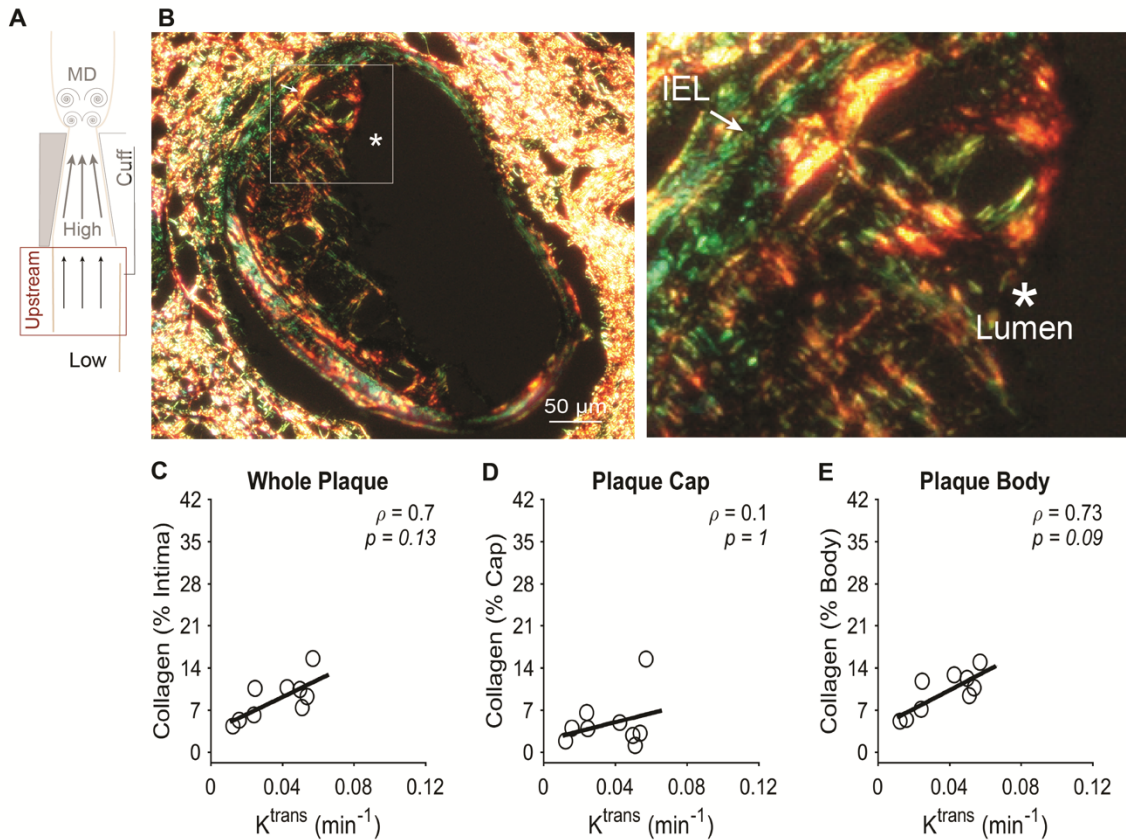 A
MD
Cuff
High
Upstream
Low
B
*
50 µm
IEL
*
Lumen
C
Whole Plaque
ρ = 0.7
p = 0.13
Collagen (% Intima)
42
35
28
21
14
7
0
0 0.04 0.08 0.12
K^trans (min⁻¹)
D
Plaque Cap
ρ = 0.1
p = 1
Collagen (% Cap)
42
35
28
21
14
7
0
0 0.04 0.08 0.12
K^trans (min⁻¹)
E
Plaque Body
ρ = 0.73
p = 0.09
Collagen (% Body)
42
35
28
21
14
7
0
0 0.04 0.08 0.12
K^trans (min⁻¹)